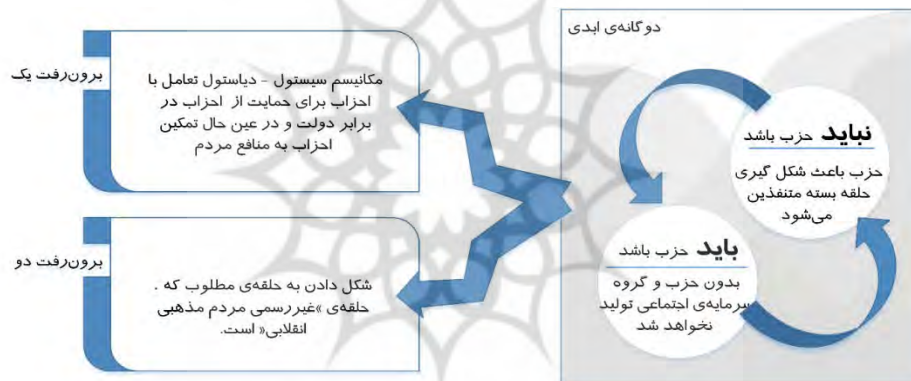 دوگانه‌ی ابدی
نباید حزب باشد
حزب باعث شکل گیری
حلقه بسته متنفذین
می‌شود
باید حزب باشد
بدون حزب و گروه
سرمایه‌ی اجتماعی تولید
نخواهد شد
برون‌رفت یک
مکانیسم سیستول - دیاستول تعامل با
احزاب برای حمایت از احزاب در
برابر دولت و در عین حال تمکین
احزاب به منافع مردم
برون‌رفت دو
شکل دادن به حلقه‌ی مطلوب که .
حلقه‌ی »غیررسمی مردم مذهبی
انقلابی« است.